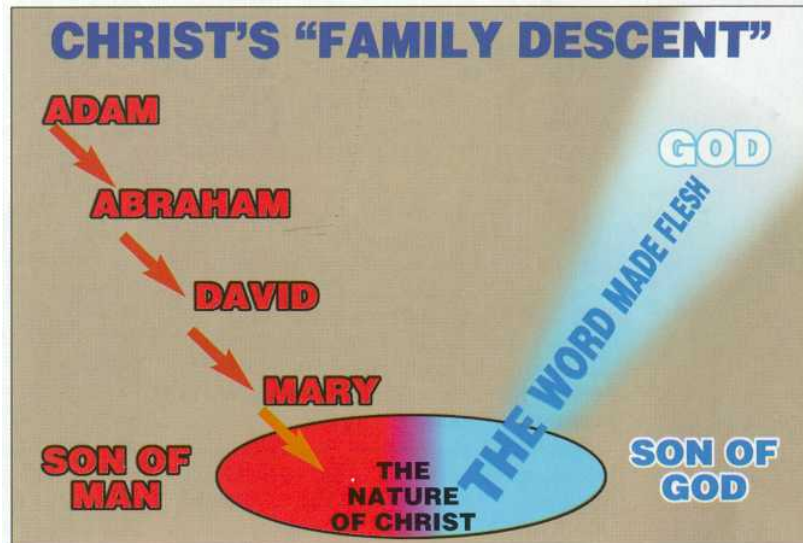 CHRIST'S “FAMILY DESCENT”
ADAM
ABRAHAM
DAVID
MARY
GOD
THE WORD MADE FLESH
SON OF
MAN
THE
NATURE
OF CHRIST
SON OF
GOD